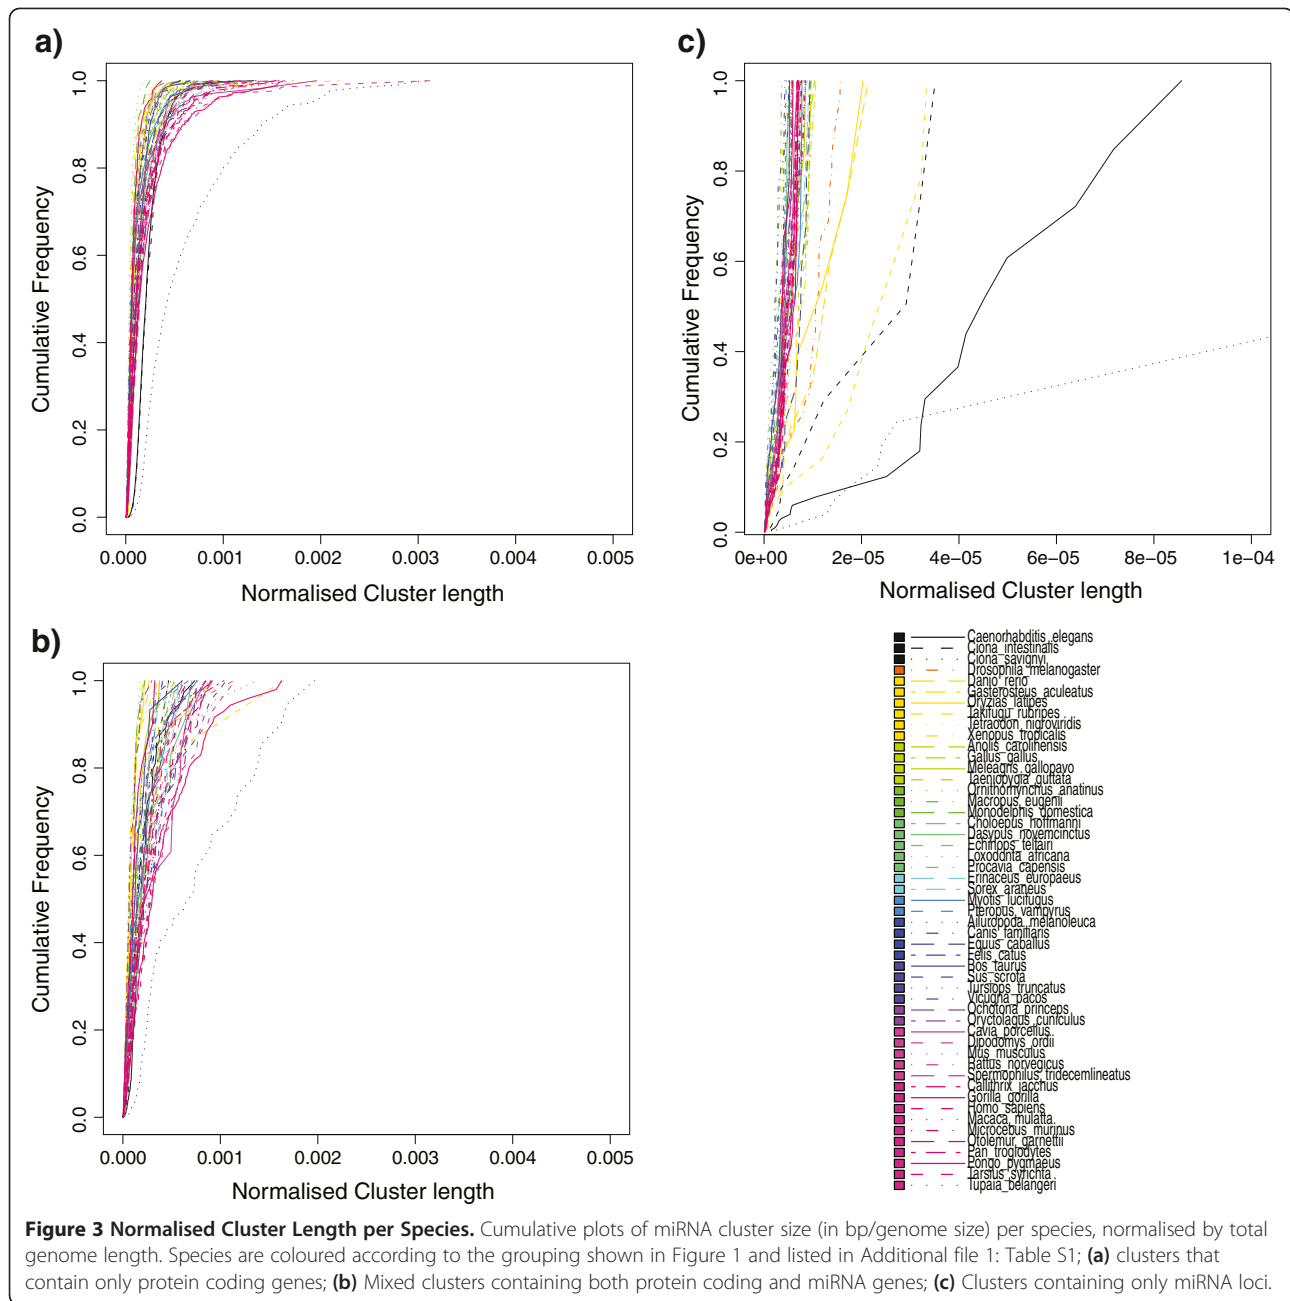 a)
Cumulative Frequency
1.0
0.8
0.6
0.4
0.2
0.0
0.000 0.001 0.002 0.003 0.004 0.005
Normalised Cluster length
c)
Cumulative Frequency
1.0
0.8
0.6
0.4
0.2
0.0
0e+00 2e-05 4e-05 6e-05 8e-05 1e-04
Normalised Cluster length
b)
Cumulative Frequency
1.0
0.8
0.6
0.4
0.2
0.0
0.000 0.001 0.002 0.003 0.004 0.005
Normalised Cluster length
Caenorhabditis_elegans
Ciona_intestinalis
Ciona_savignyi
Drosophila_melanogaster
Danio_rerio
Gasterosteus_aculeatus
Oryzias_latipes
Takifugu_rubripes
Tetraodon_nigroviridis
Xenopus_tropicalis
Anolis_carolinensis
Gallus_gallus
Meleagris_gallopavo
Taeniopygia_guttata
Ornithorhynchus_anatinus
Macropus_eugenii
Monodelphis_domestica
Choloepus_hoffmanni
Dasypus_novemcinctus
Echinops_telfairi
Loxodonta_africana
Procavia_capensis
Erinaceus_europaeus
Sorex_araneus
Myotis_lucifugus
Pteropus_vampyrus
Ailuropoda_melanoleuca
Canis_familiaris
Equus_caballus
Felis_catus
Bos_taurus
Sus_scrofa
Tursiops_truncatus
Vicugna_pacos
Ochotona_princeps
Oryctolagus_cuniculus
Cavia_porcellus
Dipodomys_ordii
Mus_musculus
Rattus_norvegicus
Spermophilus_tridecemlineatus
Callithrix_jacchus
Gorilla_gorilla
Homo_sapiens
Macaca_mulatta
Microcebus_murinus
Otolemur_garnettii
Pan_troglodytes
Pongo_pygmaeus
Tarsius_syrichta
Tupaia_belangeri
Figure 3 Normalised Cluster Length per Species. Cumulative plots of miRNA cluster size (in bp/genome size) per species, normalised by total
genome length. Species are coloured according to the grouping shown in Figure 1 and listed in Additional file 1: Table S1; (a) clusters that
contain only protein coding genes; (b) Mixed clusters containing both protein coding and miRNA genes; (c) Clusters containing only miRNA loci.